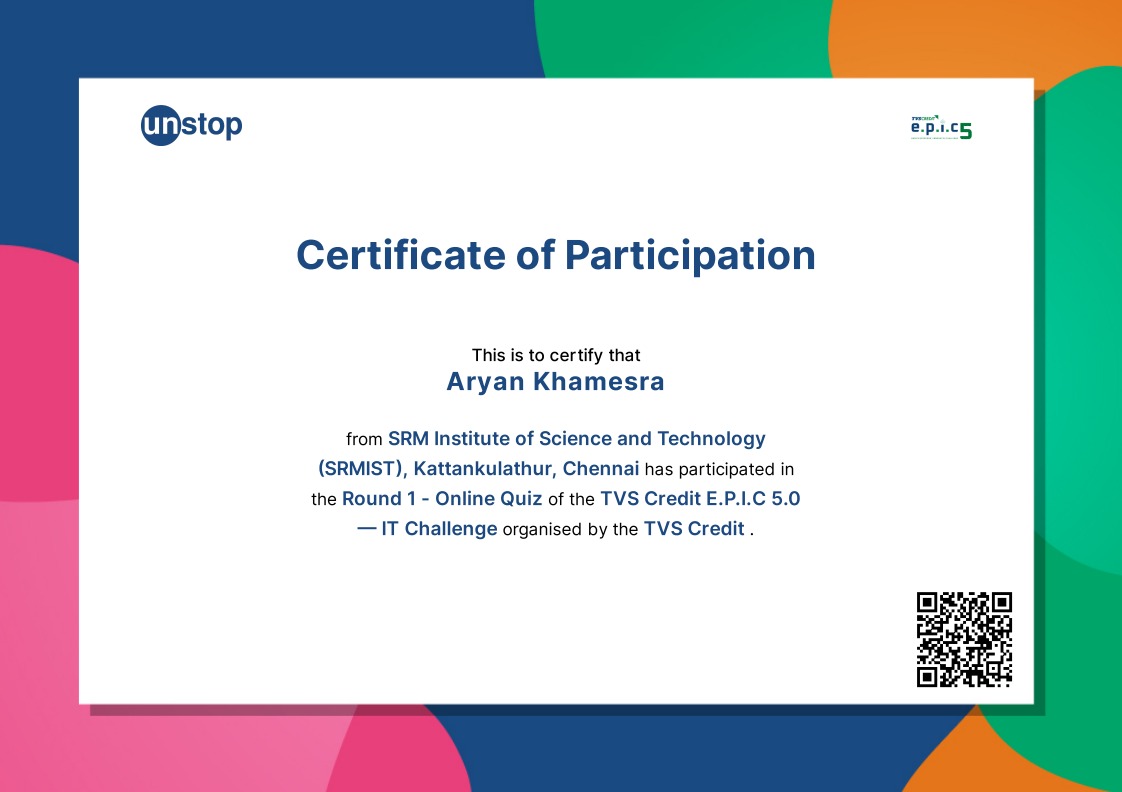 unstop
TVS CREDIT
e.p.i.c5
Certificate of Participation
This is to certify that
Aryan Khamesra
from SRM Institute of Science and Technology
(SRMIST), Kattankulathur, Chennai has participated in
the Round 1 - Online Quiz of the TVS Credit E.P.I.C 5.0
— IT Challenge organised by the TVS Credit .